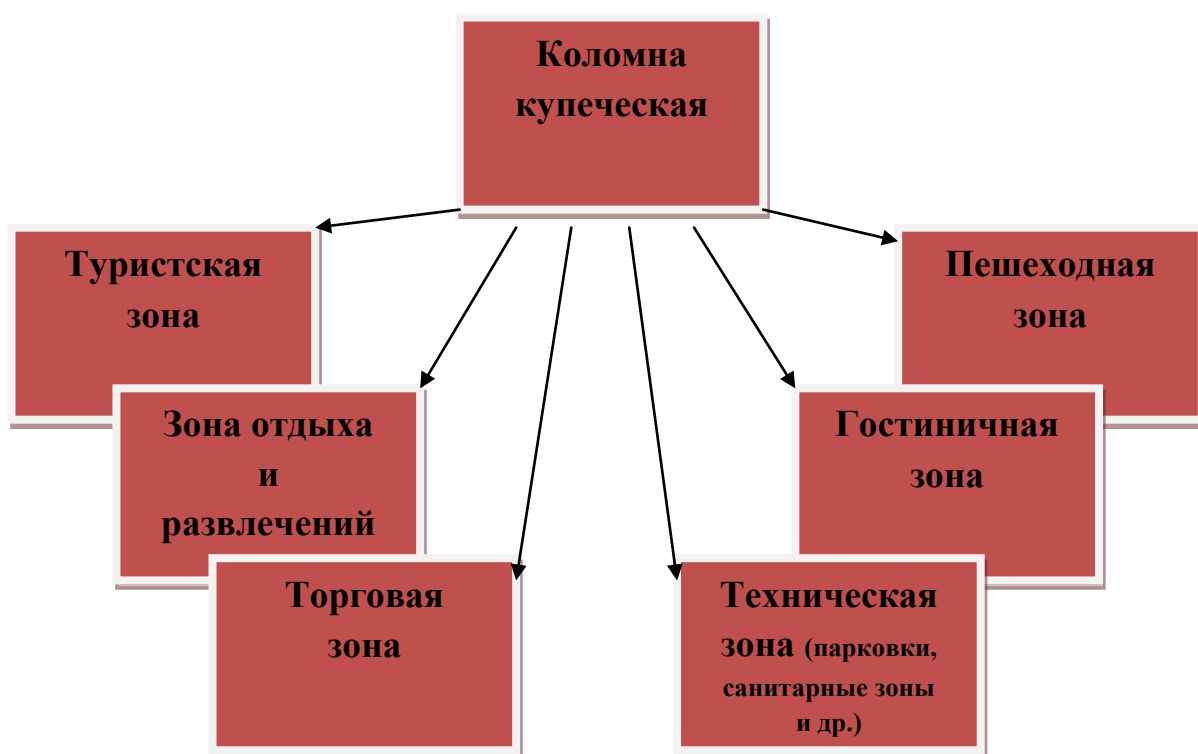 Коломна
купеческая
Туристская
зона
Пешеходная
зона
Зона отдыха
и
развлечений
Гостиничная
зона
Торговая
зона
Техническая
зона (парковки,
санитарные зоны
и др.)